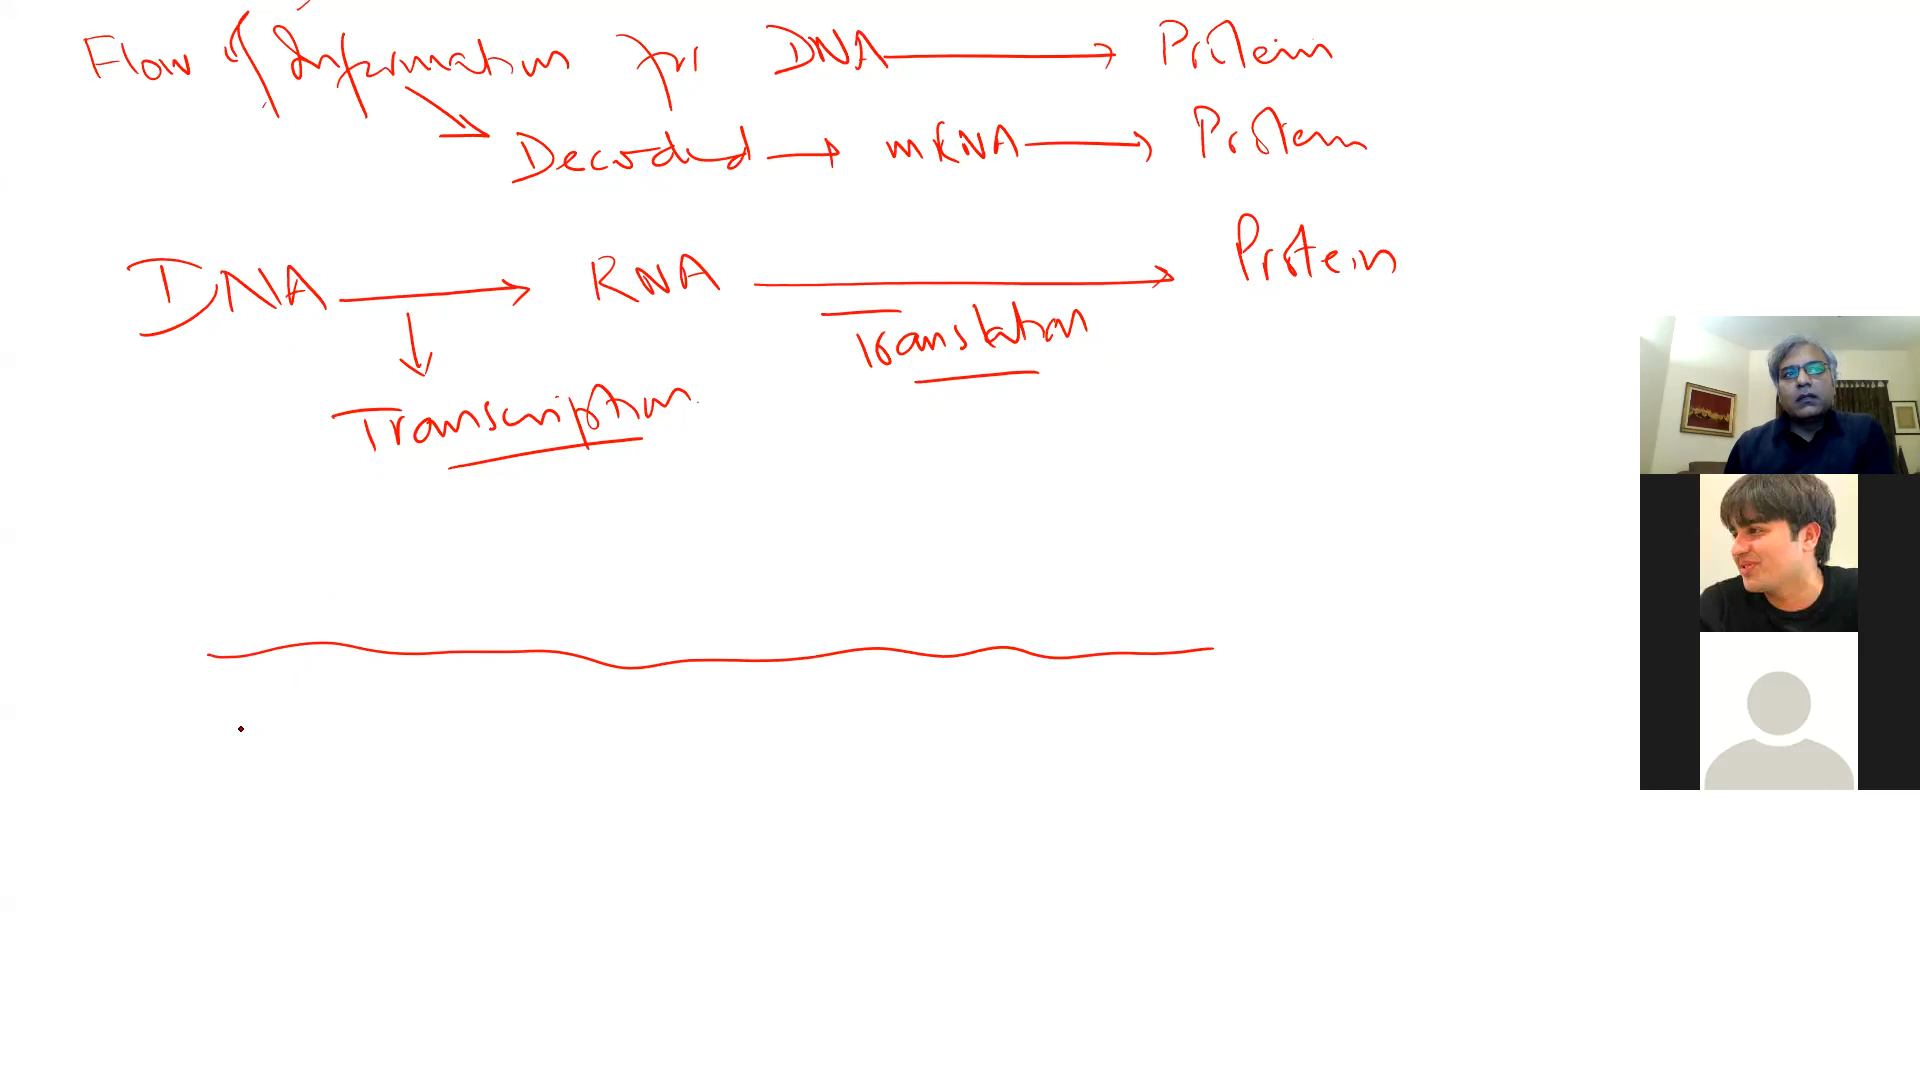 Flow of Information for DNA → Protein
Decoded → mRNA → Protein
DNA → RNA → Protein
Translation
Transcription